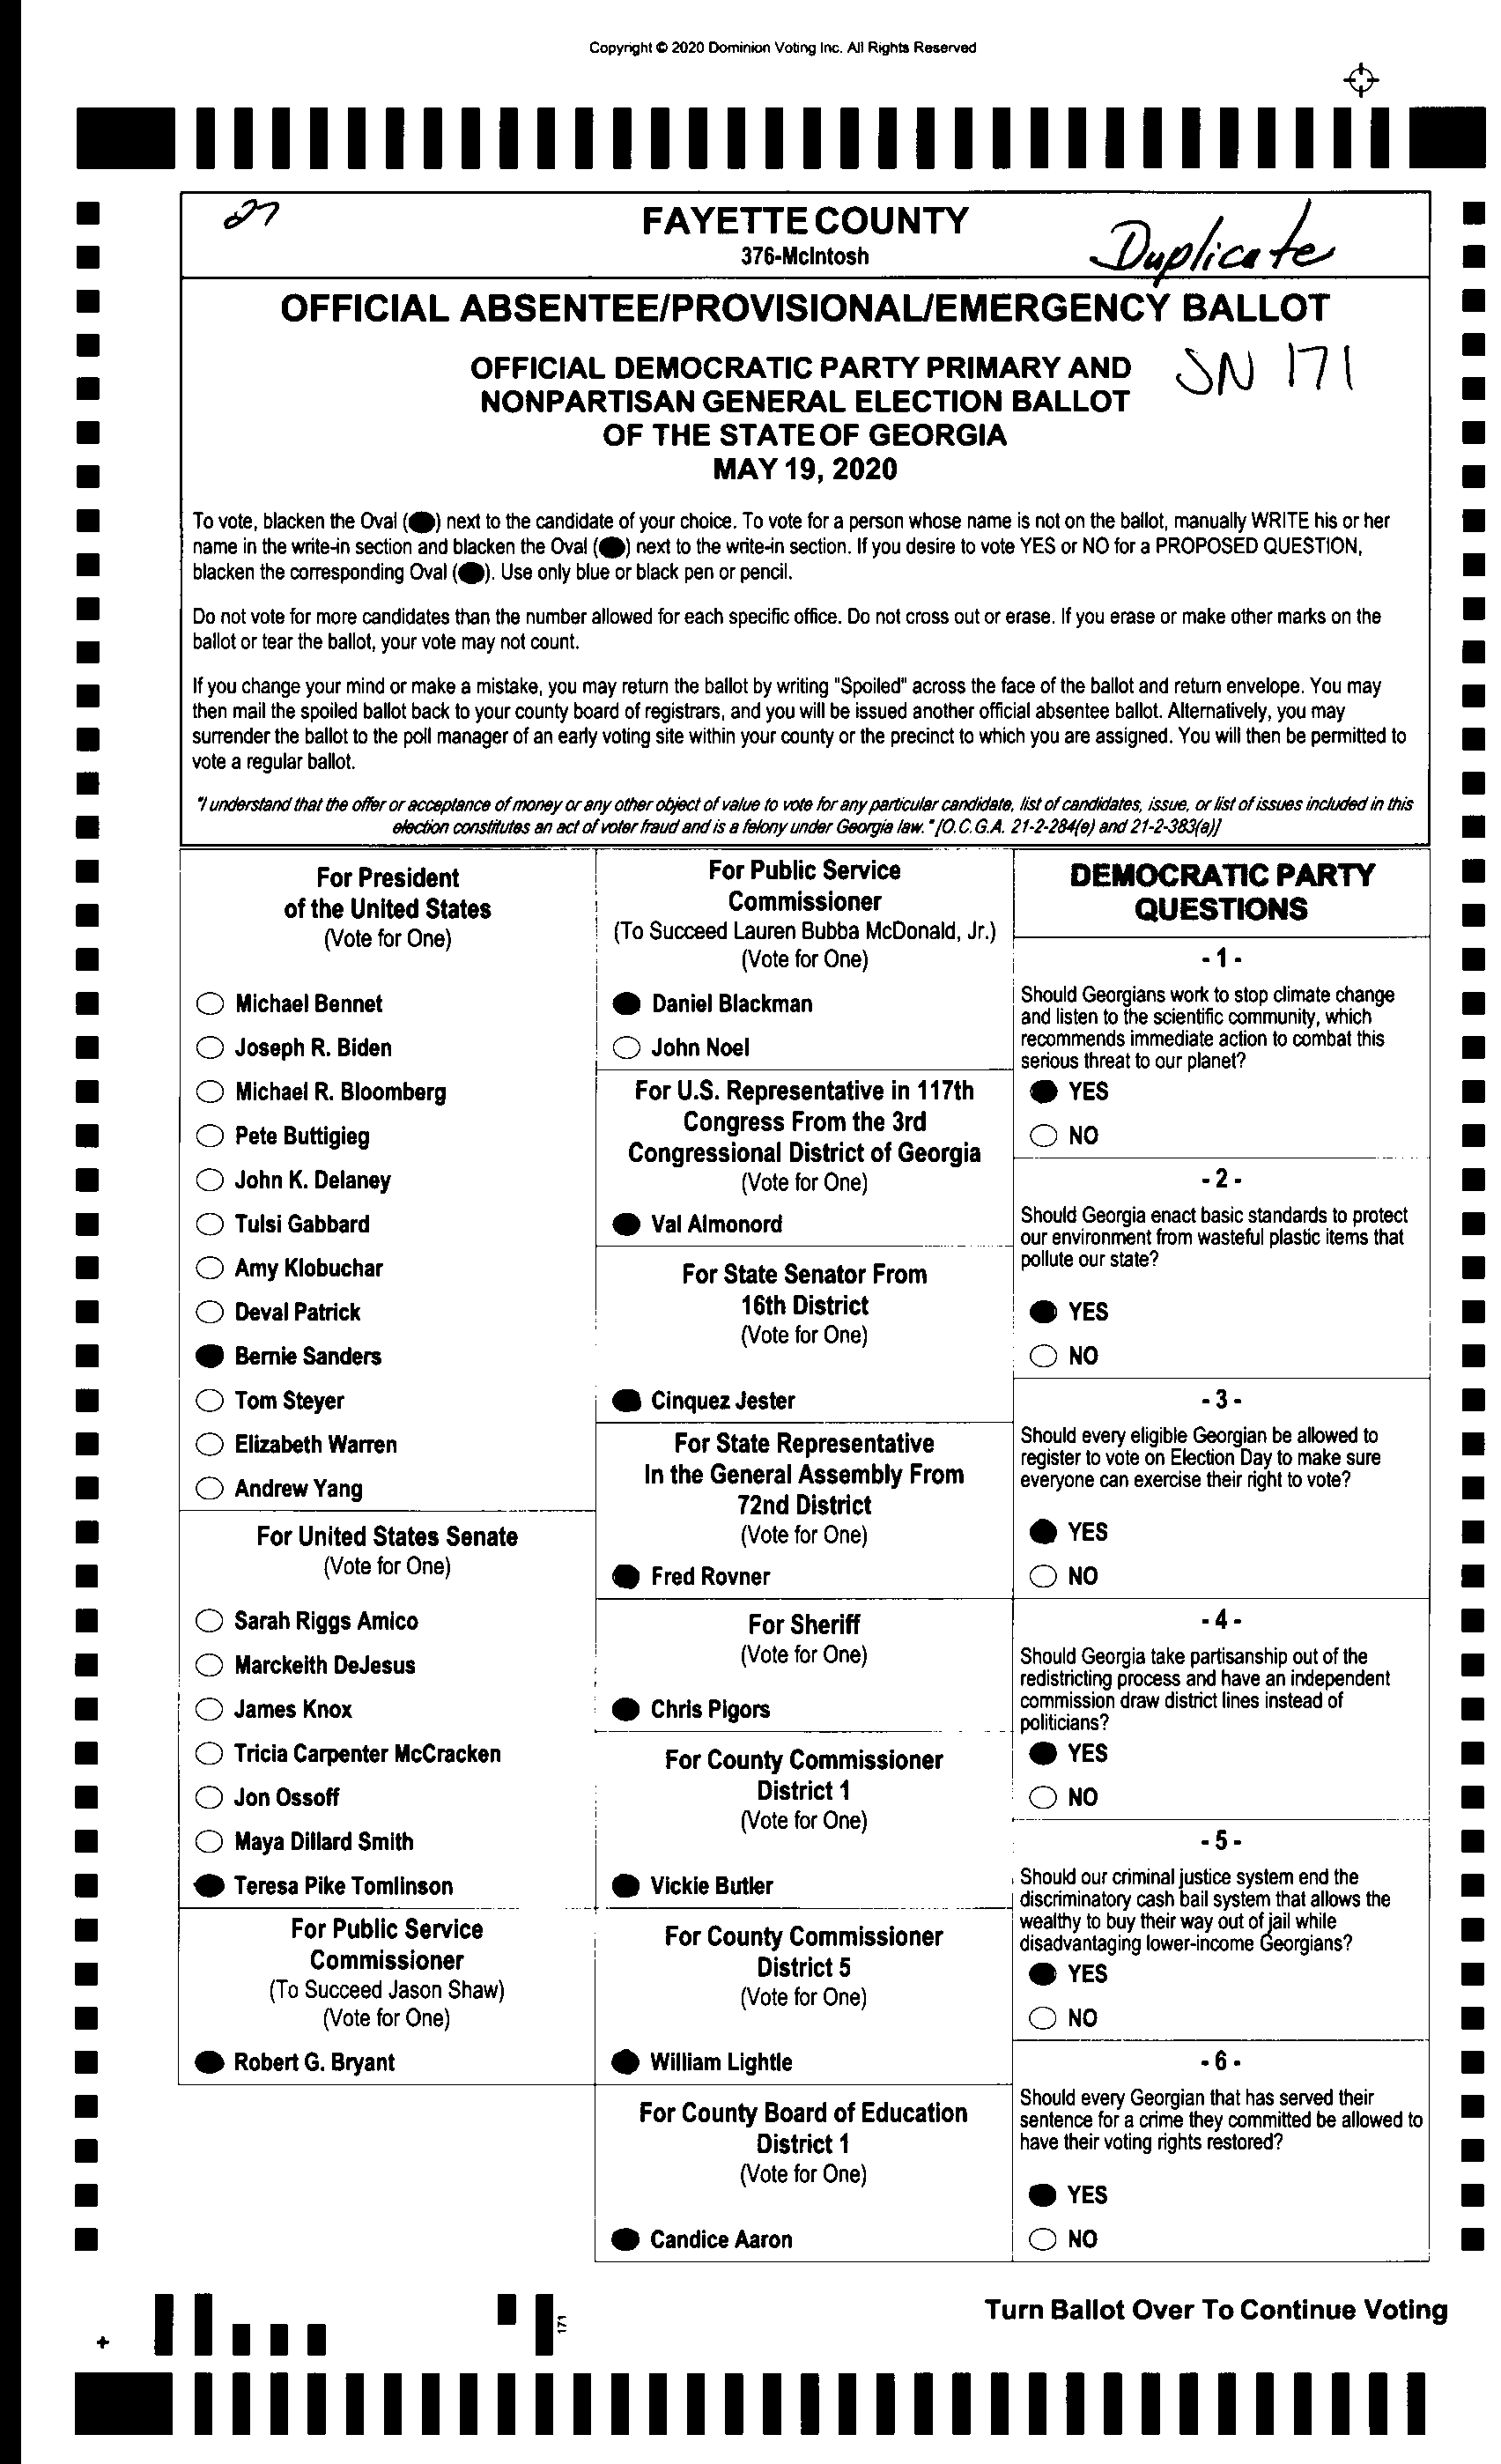 Copyright © 2020 Dominion Voting Inc. All Rights Reserved
27
FAYETTE COUNTY
376-McIntosh
Duplicate
OFFICIAL ABSENTEE/PROVISIONAL/EMERGENCY BALLOT
OFFICIAL DEMOCRATIC PARTY PRIMARY AND
NONPARTISAN GENERAL ELECTION BALLOT
OF THE STATE OF GEORGIA
MAY 19, 2020
SN 171
To vote, blacken the Oval (●) next to the candidate of your choice. To vote for a person whose name is not on the ballot, manually WRITE his or her
name in the write-in section and blacken the Oval (●) next to the write-in section. If you desire to vote YES or NO for a PROPOSED QUESTION,
blacken the corresponding Oval (●). Use only blue or black pen or pencil.
Do not vote for more candidates than the number allowed for each specific office. Do not cross out or erase. If you erase or make other marks on the
ballot or tear the ballot, your vote may not count.
If you change your mind or make a mistake, you may return the ballot by writing "Spoiled" across the face of the ballot and return envelope. You may
then mail the spoiled ballot back to your county board of registrars, and you will be issued another official absentee ballot. Alternatively, you may
surrender the ballot to the poll manager of an early voting site within your county or the precinct to which you are assigned. You will then be permitted to
vote a regular ballot.
"I understand that the offer or acceptance of money or any other object of value to vote for any particular candidate, list of candidates, issue, or list of issues included in this
election constitutes an act of voter fraud and is a felony under Georgia law." [O.C.G.A. 21-2-284(e) and 21-2-383(a)]
For President
of the United States
(Vote for One)
Michael Bennet
Joseph R. Biden
Michael R. Bloomberg
Pete Buttigieg
John K. Delaney
Tulsi Gabbard
Amy Klobuchar
Deval Patrick
Bernie Sanders
Tom Steyer
Elizabeth Warren
Andrew Yang
For United States Senate
(Vote for One)
Sarah Riggs Amico
Marckeith DeJesus
James Knox
Tricia Carpenter McCracken
Jon Ossoff
Maya Dillard Smith
Teresa Pike Tomlinson
For Public Service
Commissioner
(To Succeed Jason Shaw)
(Vote for One)
Robert G. Bryant
For Public Service
Commissioner
(To Succeed Lauren Bubba McDonald, Jr.)
(Vote for One)
Daniel Blackman
John Noel
For U.S. Representative in 117th
Congress From the 3rd
Congressional District of Georgia
(Vote for One)
Val Almonord
For State Senator From
16th District
(Vote for One)
Cinquez Jester
For State Representative
In the General Assembly From
72nd District
(Vote for One)
Fred Rovner
For Sheriff
(Vote for One)
Chris Pigors
For County Commissioner
District 1
(Vote for One)
Vickie Butler
For County Commissioner
District 5
(Vote for One)
William Lightle
For County Board of Education
District 1
(Vote for One)
Candice Aaron
DEMOCRATIC PARTY
QUESTIONS
- 1 -
Should Georgians work to stop climate change
and listen to the scientific community, which
recommends immediate action to combat this
serious threat to our planet?
YES
NO
- 2 -
Should Georgia enact basic standards to protect
our environment from wasteful plastic items that
pollute our state?
YES
NO
- 3 -
Should every eligible Georgian be allowed to
register to vote on Election Day to make sure
everyone can exercise their right to vote?
YES
NO
- 4 -
Should Georgia take partisanship out of the
redistricting process and have an independent
commission draw district lines instead of
politicians?
YES
NO
- 5 -
Should our criminal justice system end the
discriminatory cash bail system that allows the
wealthy to buy their way out of jail while
disadvantaging lower-income Georgians?
YES
NO
- 6 -
Should every Georgian that has served their
sentence for a crime they committed be allowed to
have their voting rights restored?
YES
NO
171
Turn Ballot Over To Continue Voting